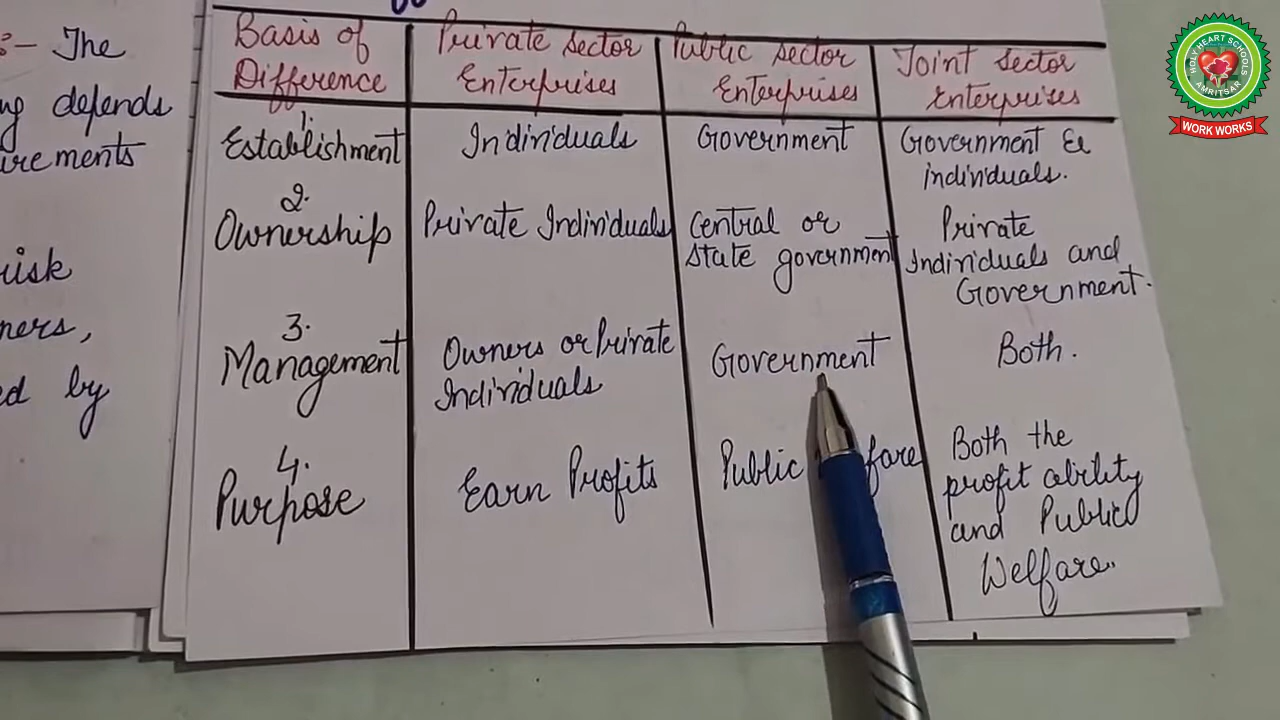 :- The
ng depends
irements
risk
ners,
ed by
Basis of
Difference
Private Sector
Enterprises
Public Sector
Enterprises
Joint Sector
Enterprises
1.
Establishment
Individuals
Government
Government &
individuals.
2.
Ownership
Private Individuals
Central or
State government
Private
Individuals and
Government.
3.
Management
Owners or Private
Individuals
Government
Both.
4.
Purpose
Earn Profits
Public fare
Both the
profit ability
and Public
Welfare.
HOLY HEART SCHOOLS
AMRITSAR
WORK WORKS